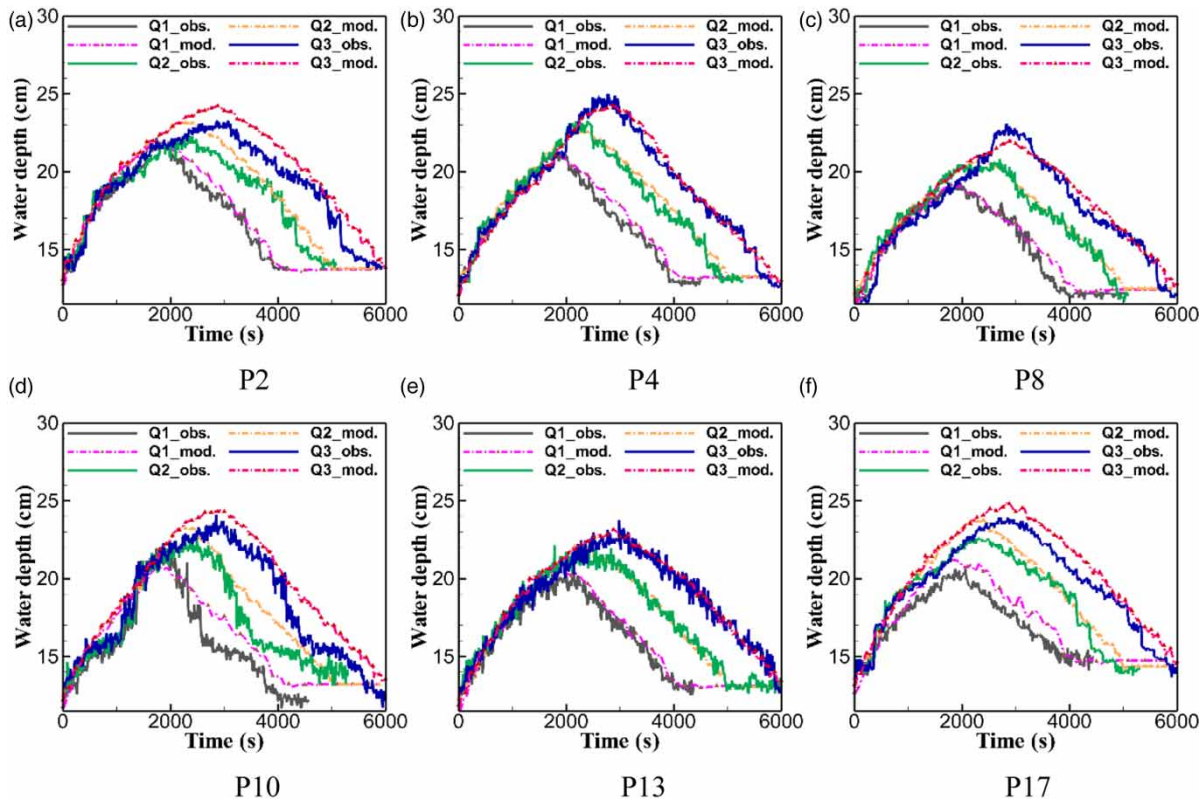 (a)
Q1_obs. Q2_mod.
Q1_mod. Q3_obs.
Q2_obs. Q3_mod.
30
25
20
15
Water depth (cm)
0 2000 4000 6000
Time (s)
P2
(b)
Q1_obs. Q2_mod.
Q1_mod. Q3_obs.
Q2_obs. Q3_mod.
30
25
20
15
Water depth (cm)
0 2000 4000 6000
Time (s)
P4
(c)
Q1_obs. Q2_mod.
Q1_mod. Q3_obs.
Q2_obs. Q3_mod.
30
25
20
15
Water depth (cm)
0 2000 4000 6000
Time (s)
P8
(d)
Q1_obs. Q2_mod.
Q1_mod. Q3_obs.
Q2_obs. Q3_mod.
30
25
20
15
Water depth (cm)
0 2000 4000 6000
Time (s)
P10
(e)
Q1_obs. Q2_mod.
Q1_mod. Q3_obs.
Q2_obs. Q3_mod.
30
25
20
15
Water depth (cm)
0 2000 4000 6000
Time (s)
P13
(f)
Q1_obs. Q2_mod.
Q1_mod. Q3_obs.
Q2_obs. Q3_mod.
30
25
20
15
Water depth (cm)
0 2000 4000 6000
Time (s)
P17